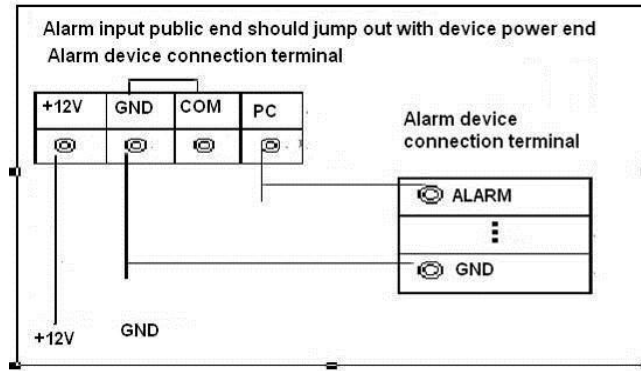 Alarm input public end should jump out with device power end
Alarm device connection terminal
+12V GND COM PC
Alarm device
connection terminal
ALARM
GND
+12V GND